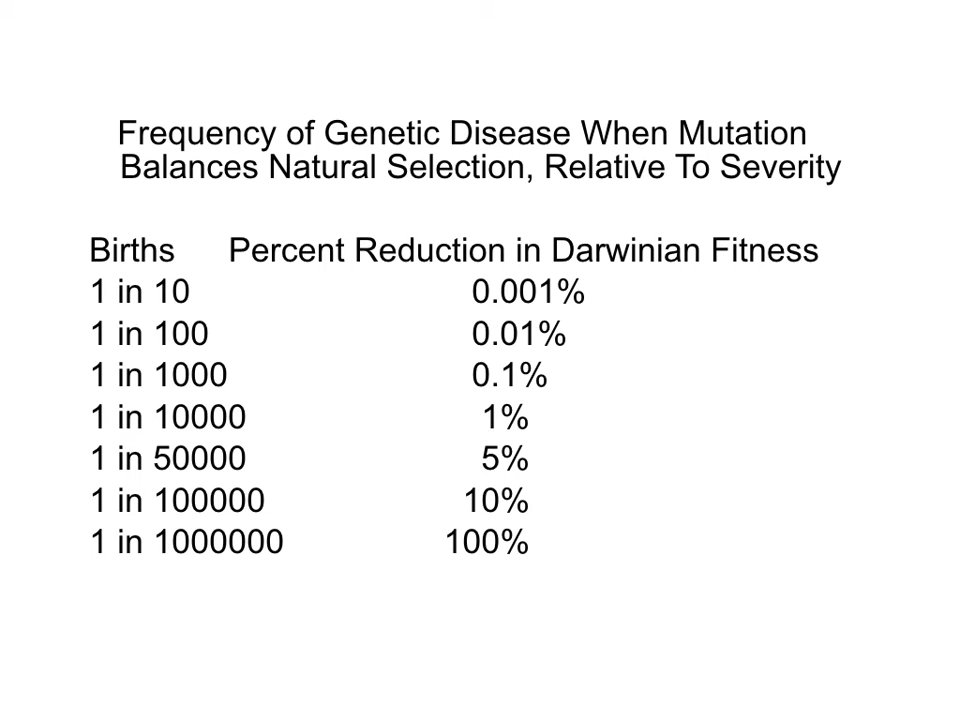 Frequency of Genetic Disease When Mutation
Balances Natural Selection, Relative To Severity
Births Percent Reduction in Darwinian Fitness
1 in 10 0.001%
1 in 100 0.01%
1 in 1000 0.1%
1 in 10000 1%
1 in 50000 5%
1 in 100000 10%
1 in 1000000 100%